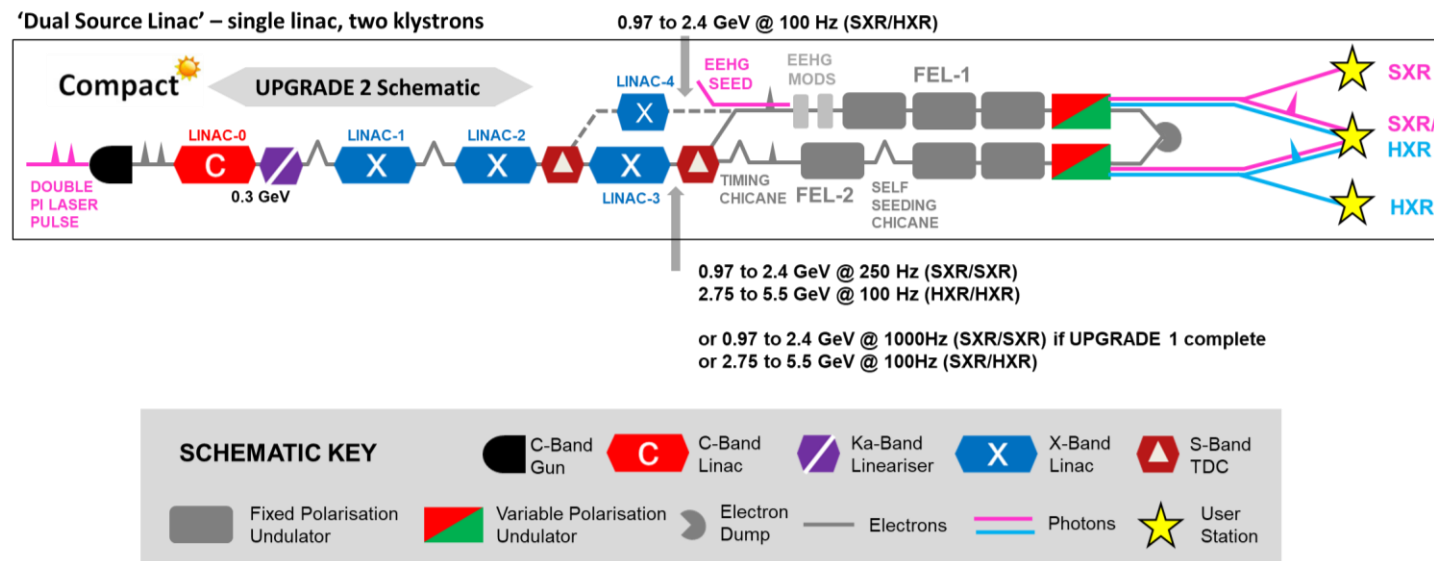 ‘Dual Source Linac’ – single linac, two klystrons
0.97 to 2.4 GeV @ 100 Hz (SXR/HXR)
Compact
UPGRADE 2 Schematic
LINAC-4
X
EEHG
SEED
EEHG
MODS
FEL-1
SXR
LINAC-0
C
LINAC-1
X
LINAC-2
X
X
LINAC-3
SXR/
HXR
DOUBLE
PI LASER
PULSE
0.3 GeV
TIMING
CHICANE
FEL-2
SELF
SEEDING
CHICANE
HXR
0.97 to 2.4 GeV @ 250 Hz (SXR/SXR)
2.75 to 5.5 GeV @ 100 Hz (HXR/HXR)
or 0.97 to 2.4 GeV @ 1000Hz (SXR/SXR) if UPGRADE 1 complete
or 2.75 to 5.5 GeV @ 100Hz (SXR/HXR)
SCHEMATIC KEY
C-Band
Gun
C
C-Band
Linac
Ka-Band
Lineariser
X
X-Band
Linac
S-Band
TDC
Fixed Polarisation
Undulator
Variable Polarisation
Undulator
Electron
Dump
Electrons
Photons
User
Station